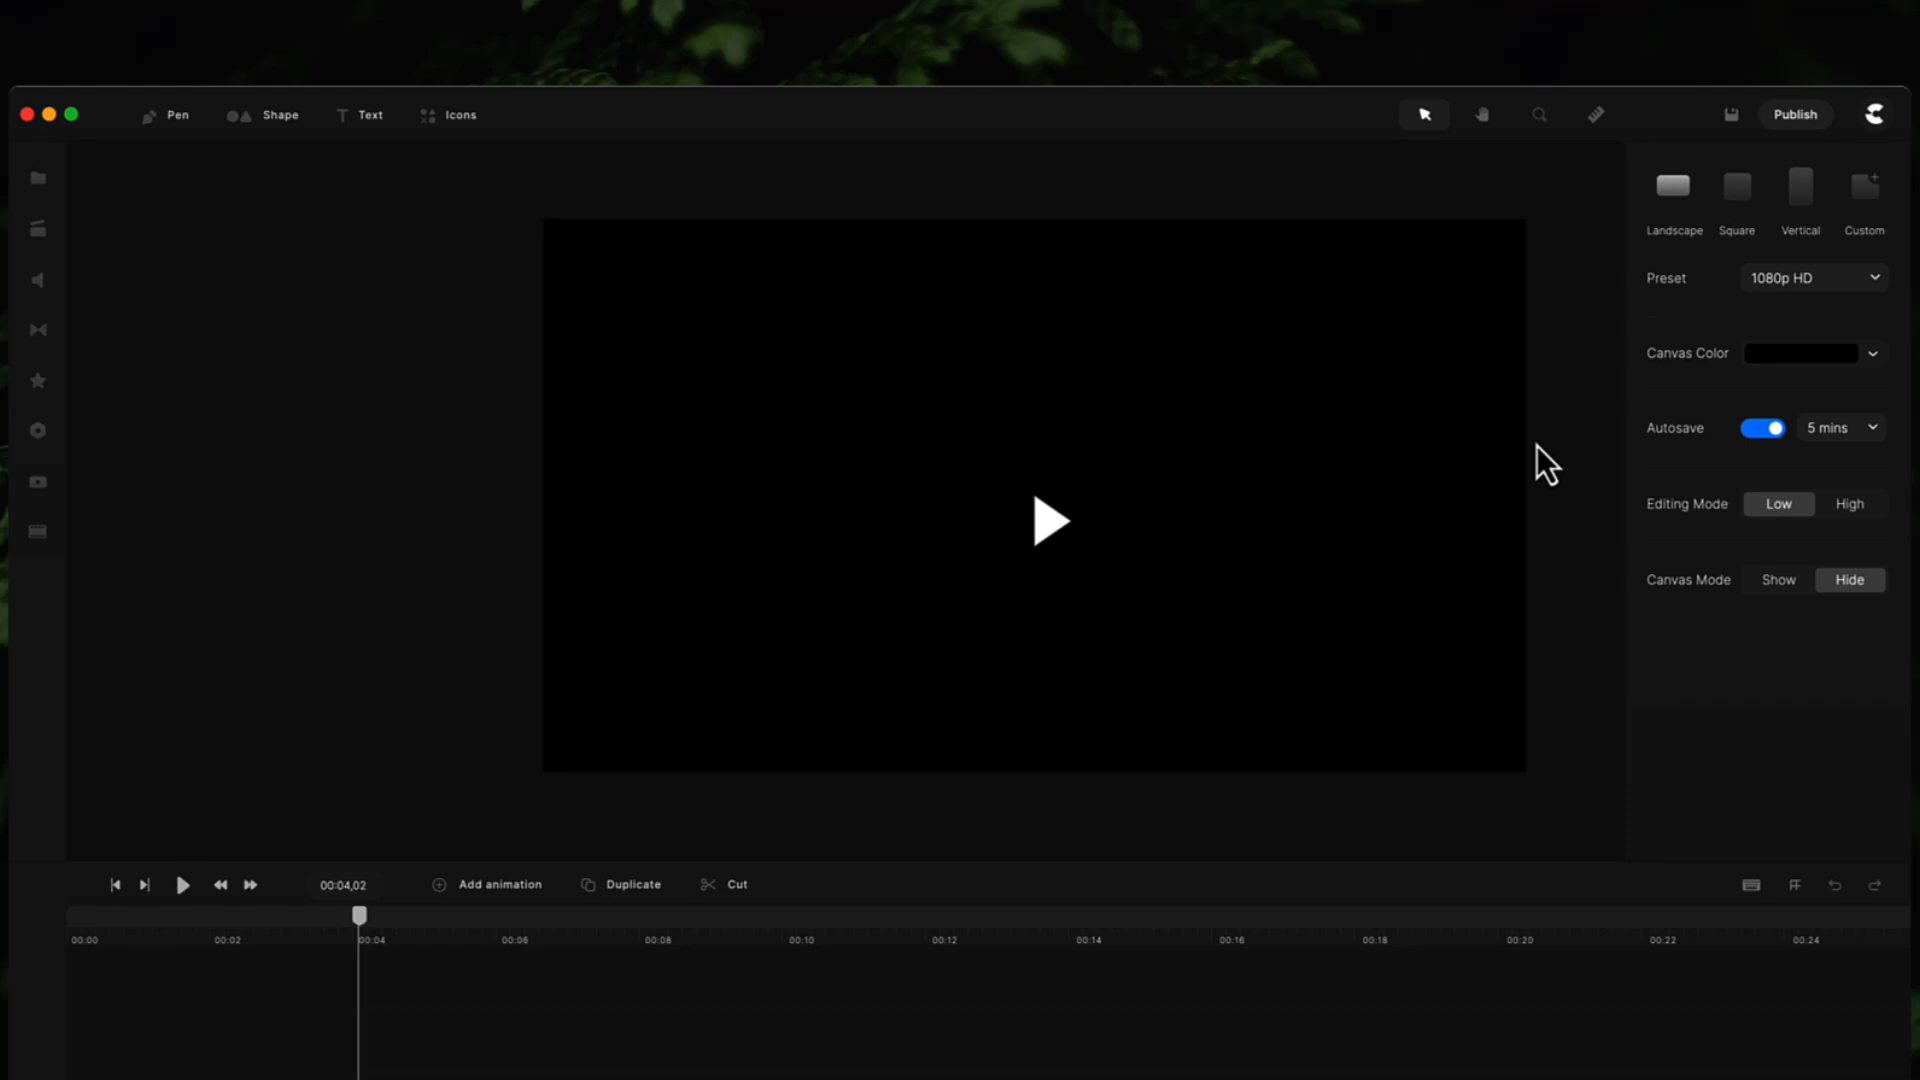 Pen Shape Text Icons Publish
Landscape Square Vertical Custom
Preset 1080p HD
Canvas Color
Autosave 5 mins
Editing Mode Low High
Canvas Mode Show Hide
00:04,02 Add animation Duplicate Cut
00:00 00:02 00:04 00:06 00:08 00:10 00:12 00:14 00:16 00:18 00:20 00:22 00:24